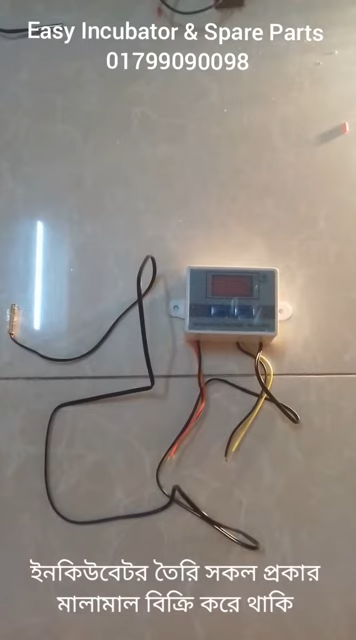 Easy Incubator & Spare Parts
01799090098
ইনকিউবেটর তৈরি সকল প্রকার
মালামাল বিক্রি করে থাকি